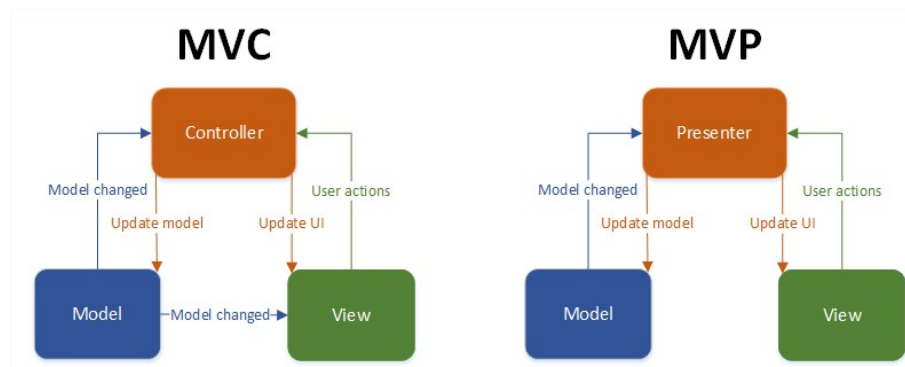 MVC
MVP
Controller
Presenter
Model changed
User actions
Model changed
User actions
Update model
Update UI
Update model
Update UI
Model
Model changed
View
Model
View